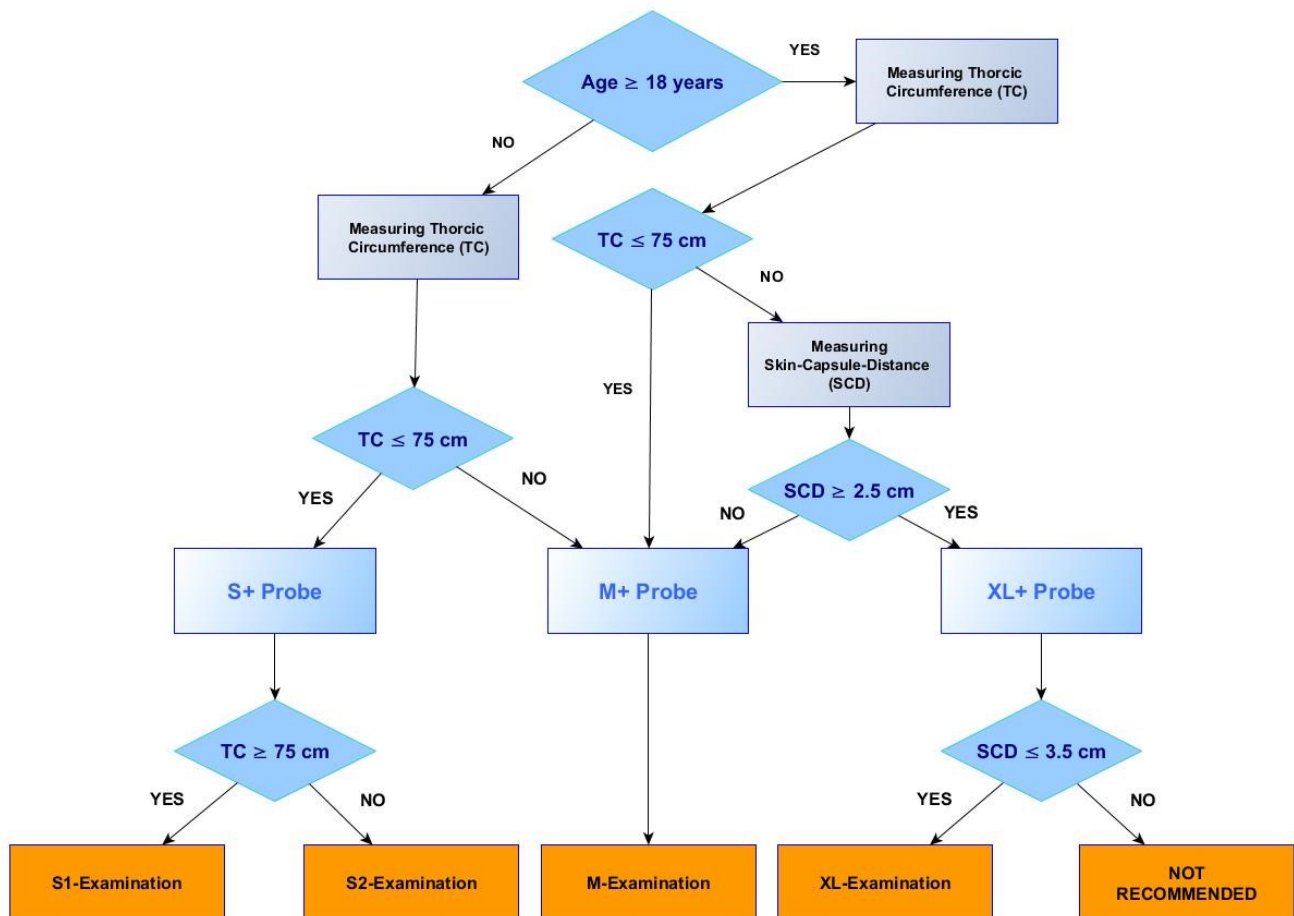 YES
Age ≥ 18 years
Measuring Thorcic
Circumference (TC)
NO
Measuring Thorcic
Circumference (TC)
TC ≤ 75 cm
NO
Measuring
Skin-Capsule-Distance
(SCD)
YES
TC ≤ 75 cm
NO
SCD ≥ 2.5 cm
YES
NO
YES
S+ Probe
M+ Probe
XL+ Probe
TC ≥ 75 cm
SCD ≤ 3.5 cm
YES
NO
YES
NO
S1-Examination
S2-Examination
M-Examination
XL-Examination
NOT
RECOMMENDED